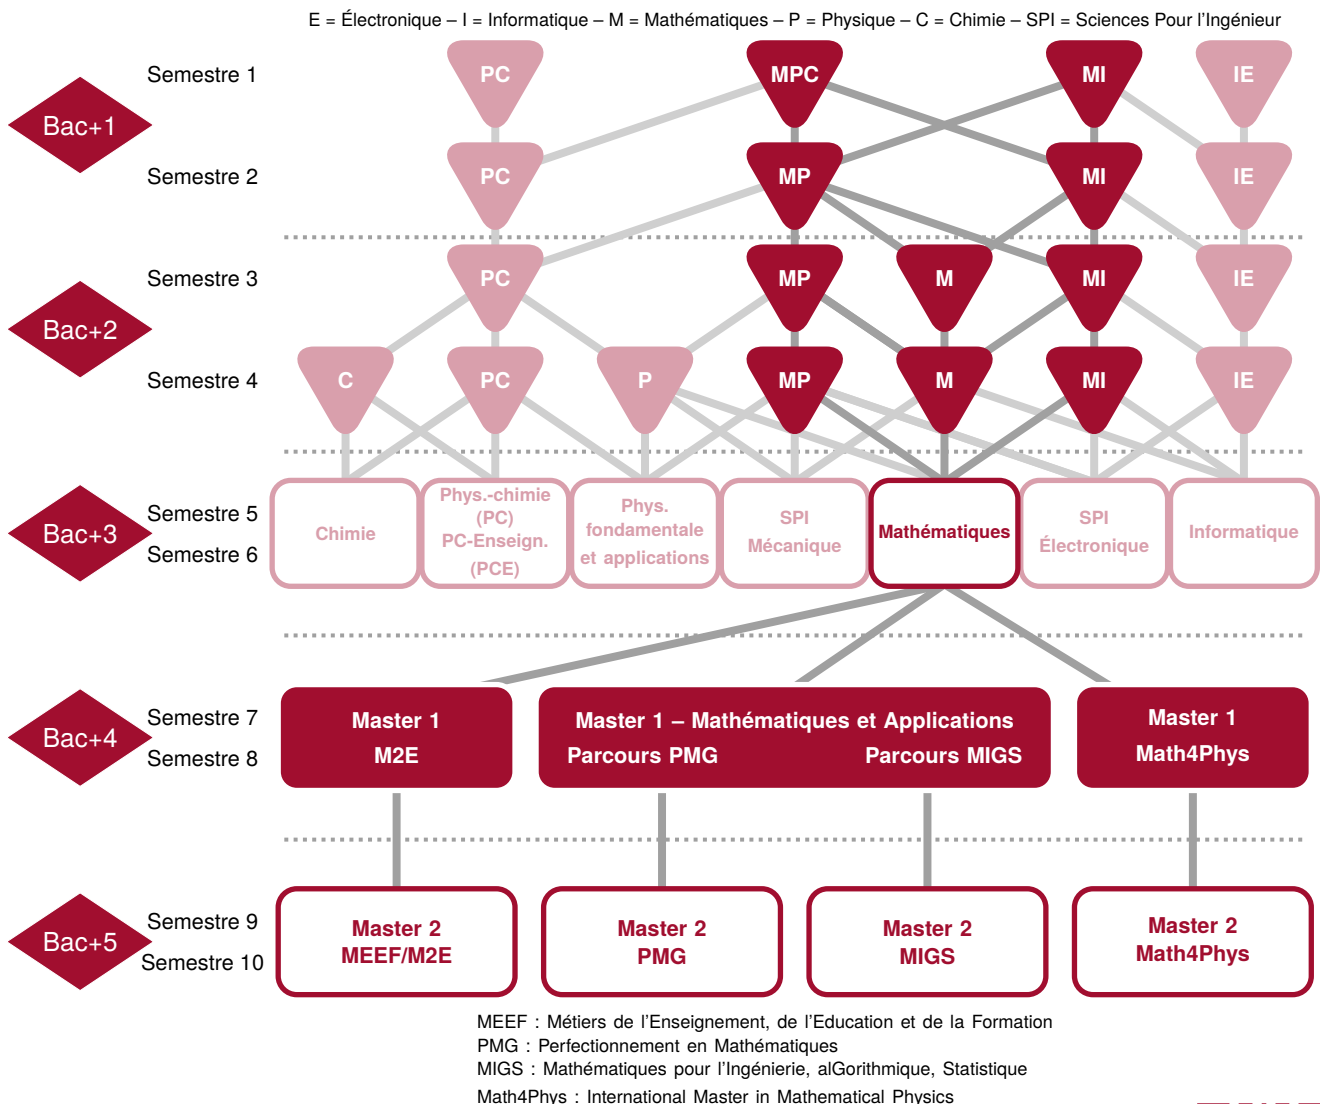 E = Électronique – I = Informatique – M = Mathématiques – P = Physique – C = Chimie – SPI = Sciences Pour l'Ingénieur
Bac+1
Semestre 1
PC
MPC
MI
IE
Semestre 2
PC
MP
MI
IE
Bac+2
Semestre 3
PC
MP
M
MI
IE
Semestre 4
C
PC
P
MP
M
MI
IE
Bac+3
Semestre 5
Semestre 6
Chimie
Phys.-chimie
(PC)
PC-Enseign.
(PCE)
Phys.
fondamentale
et applications
SPI
Mécanique
Mathématiques
SPI
Électronique
Informatique
Bac+4
Semestre 7
Semestre 8
Master 1
M2E
Master 1 – Mathématiques et Applications
Parcours PMG
Parcours MIGS
Master 1
Math4Phys
Bac+5
Semestre 9
Semestre 10
Master 2
MEEF/M2E
Master 2
PMG
Master 2
MIGS
Master 2
Math4Phys
MEEF : Métiers de l'Enseignement, de l'Education et de la Formation
PMG : Perfectionnement en Mathématiques
MIGS : Mathématiques pour l'Ingénierie, alGorithmique, Statistique
Math4Phys : International Master in Mathematical Physics